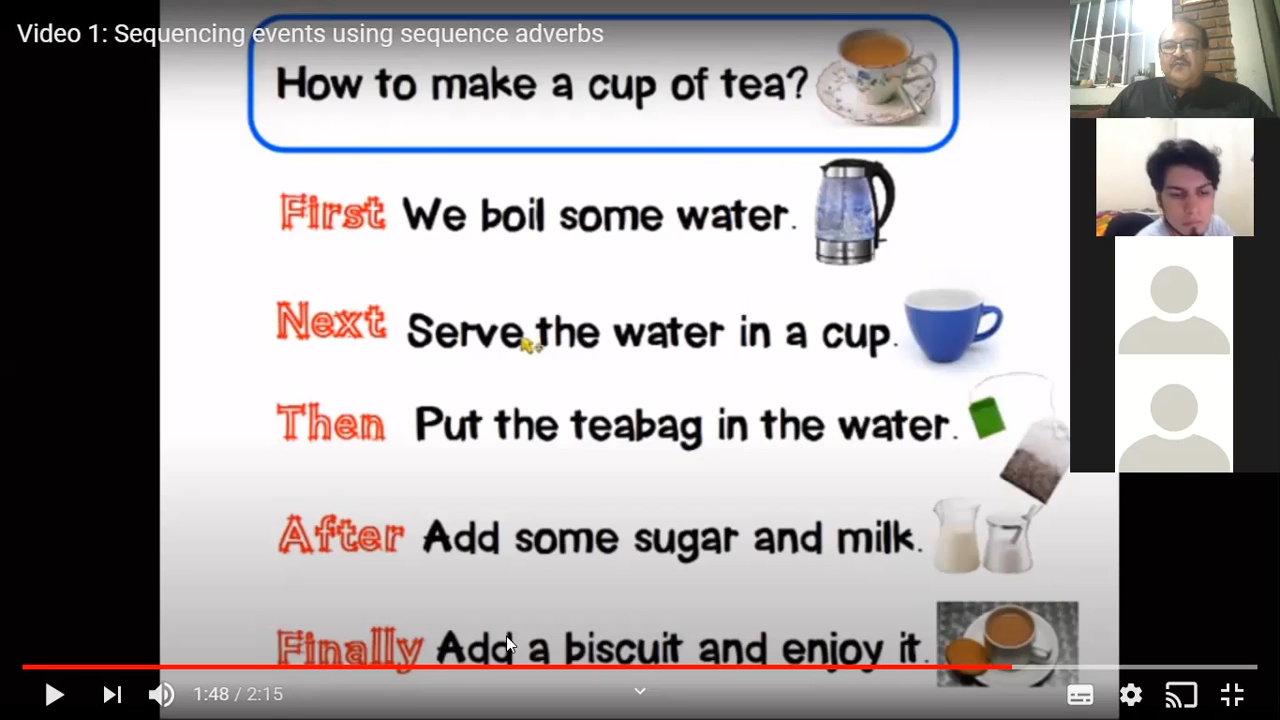 Video 1: Sequencing events using sequence adverbs
How to make a cup of tea?
First We boil some water.
Next Serve the water in a cup.
Then Put the teabag in the water.
After Add some sugar and milk.
Finally Add a biscuit and enjoy it.
1:48 / 2:15